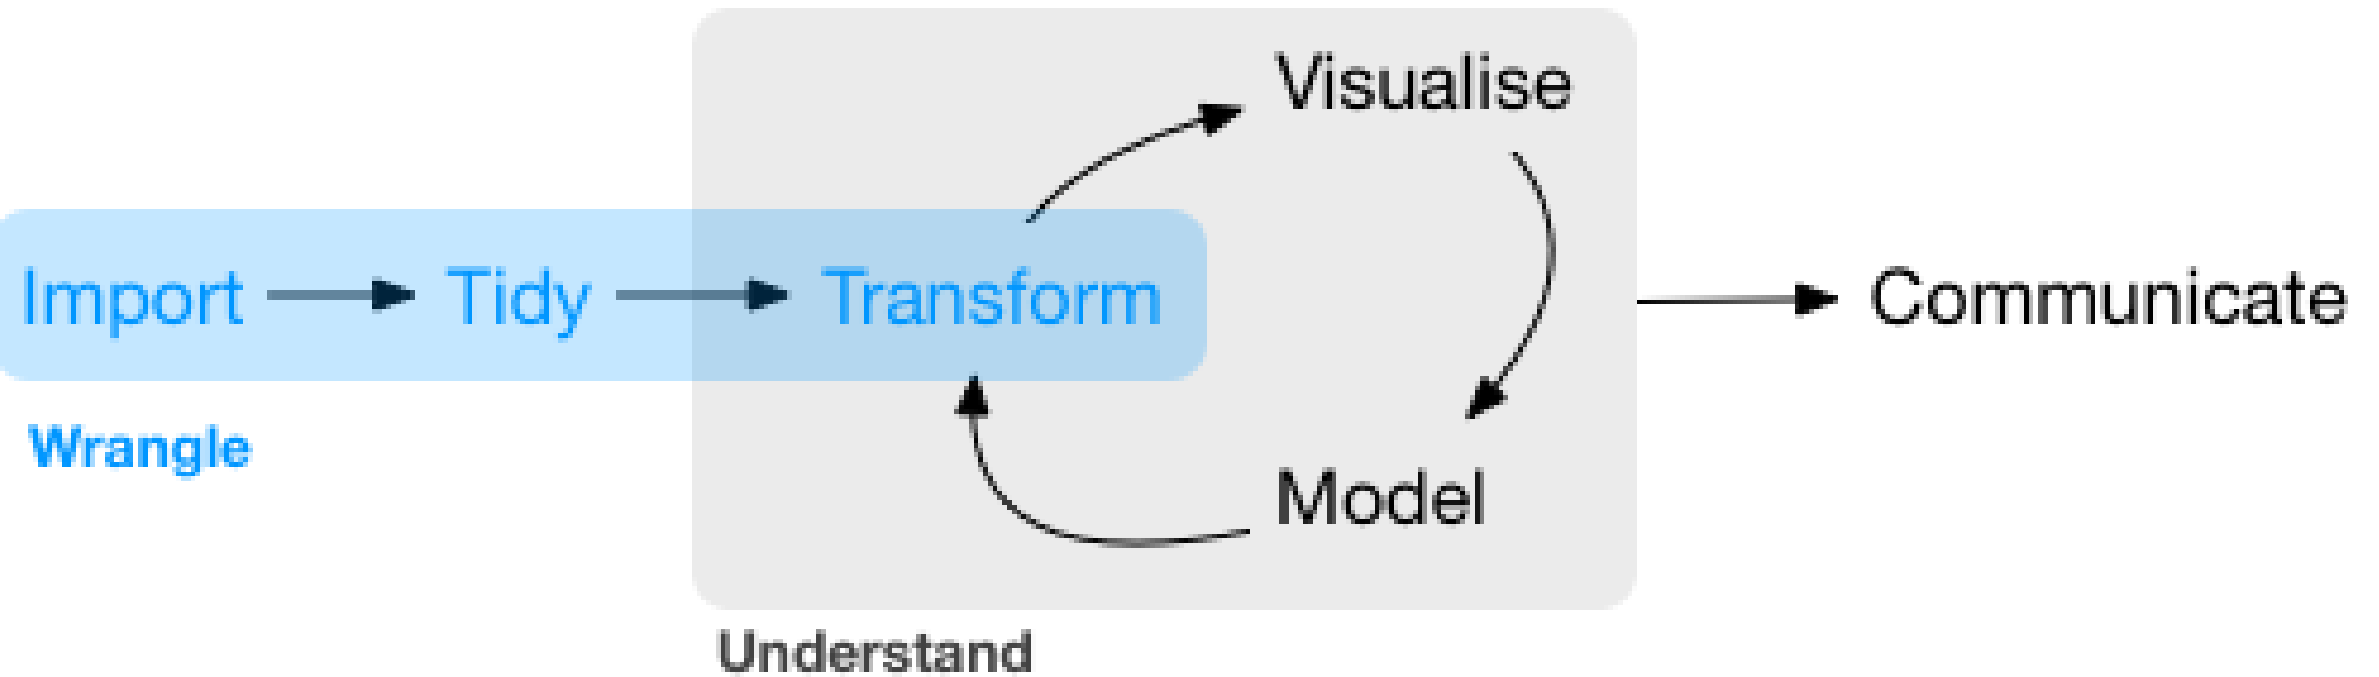 Visualise
Import
Tidy
Transform
Communicate
Wrangle
Model
Understand